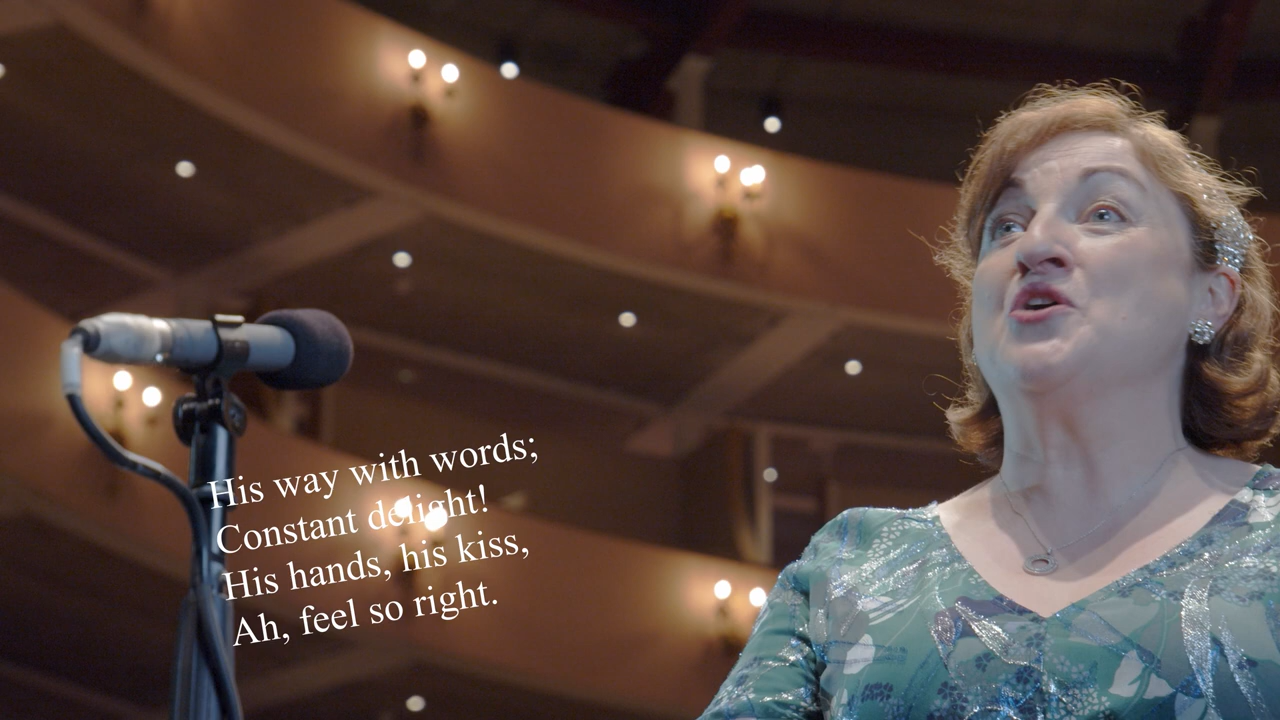 His way with words;
Constant delight!
His hands, his kiss,
Ah, feel so right.